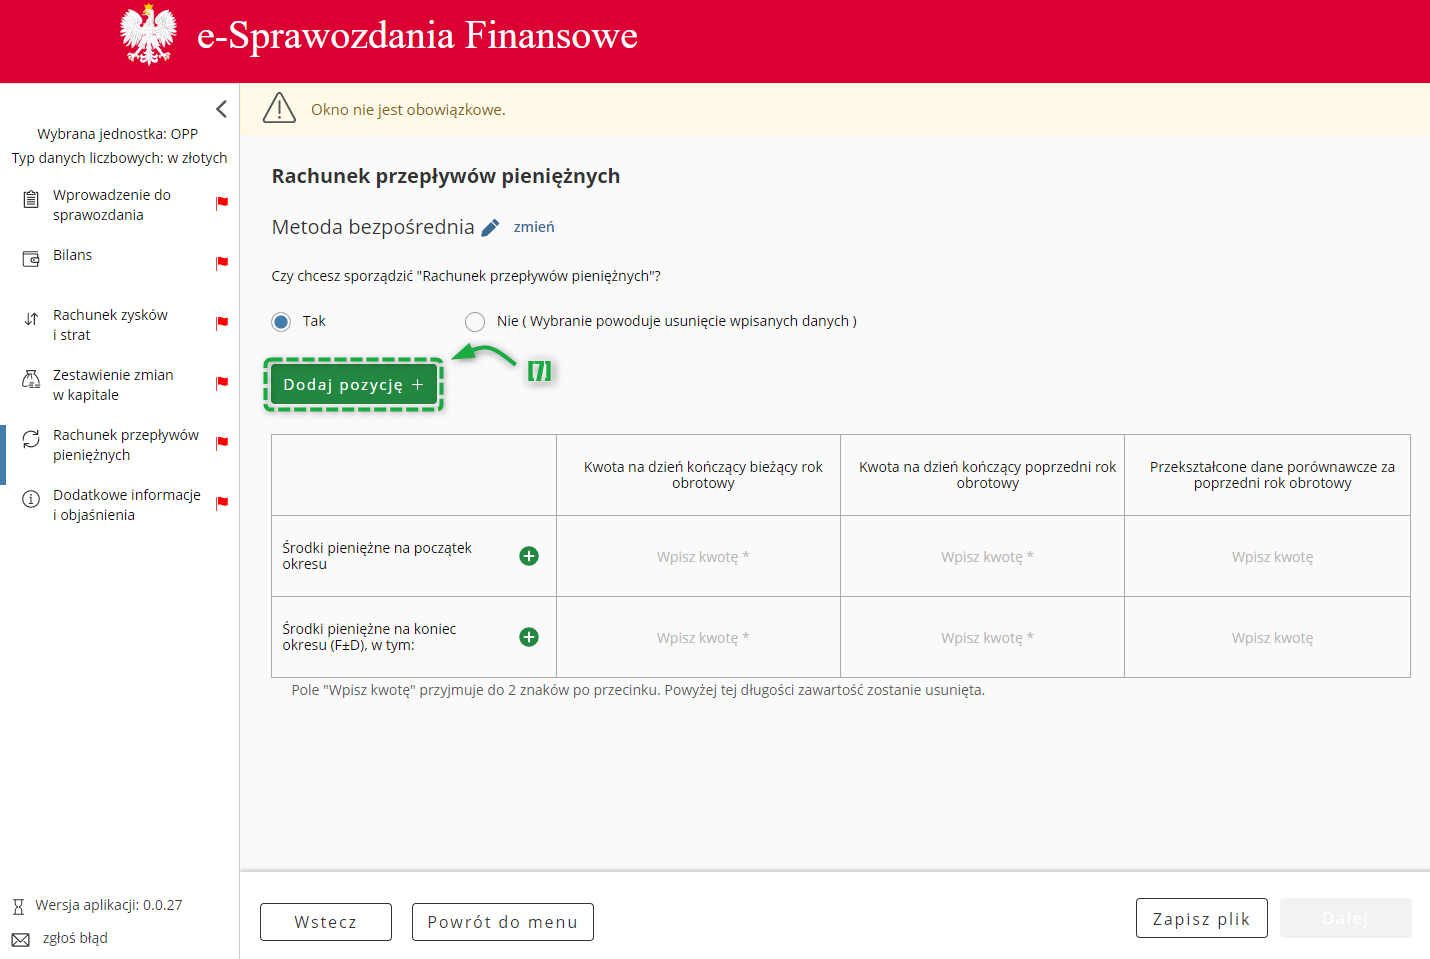 e-Sprawozdania Finansowe
Wybrana jednostka: OPP
Typ danych liczbowych: w złotych
Wprowadzenie do
sprawozdania
Bilans
Rachunek zysków
i strat
Zestawienie zmian
w kapitale
Rachunek przepływów
pieniężnych
Dodatkowe informacje
i objaśnienia
Wersja aplikacji: 0.0.27
zgłoś błąd
Okno nie jest obowiązkowe.
Rachunek przepływów pieniężnych
Metoda bezpośrednia zmień
Czy chcesz sporządzić "Rachunek przepływów pieniężnych"?
Tak Nie ( Wybranie powoduje usunięcie wpisanych danych )
Dodaj pozycję +
[7]
Kwota na dzień kończący bieżący rok
obrotowy
Kwota na dzień kończący poprzedni rok
obrotowy
Przekształcone dane porównawcze za
poprzedni rok obrotowy
Środki pieniężne na początek
okresu
Wpisz kwotę * Wpisz kwotę * Wpisz kwotę
Środki pieniężne na koniec
okresu (F±D), w tym:
Wpisz kwotę * Wpisz kwotę * Wpisz kwotę
Pole "Wpisz kwotę" przyjmuje do 2 znaków po przecinku. Powyżej tej długości zawartość zostanie usunięta.
Wstecz Powrót do menu Zapisz plik Dalej